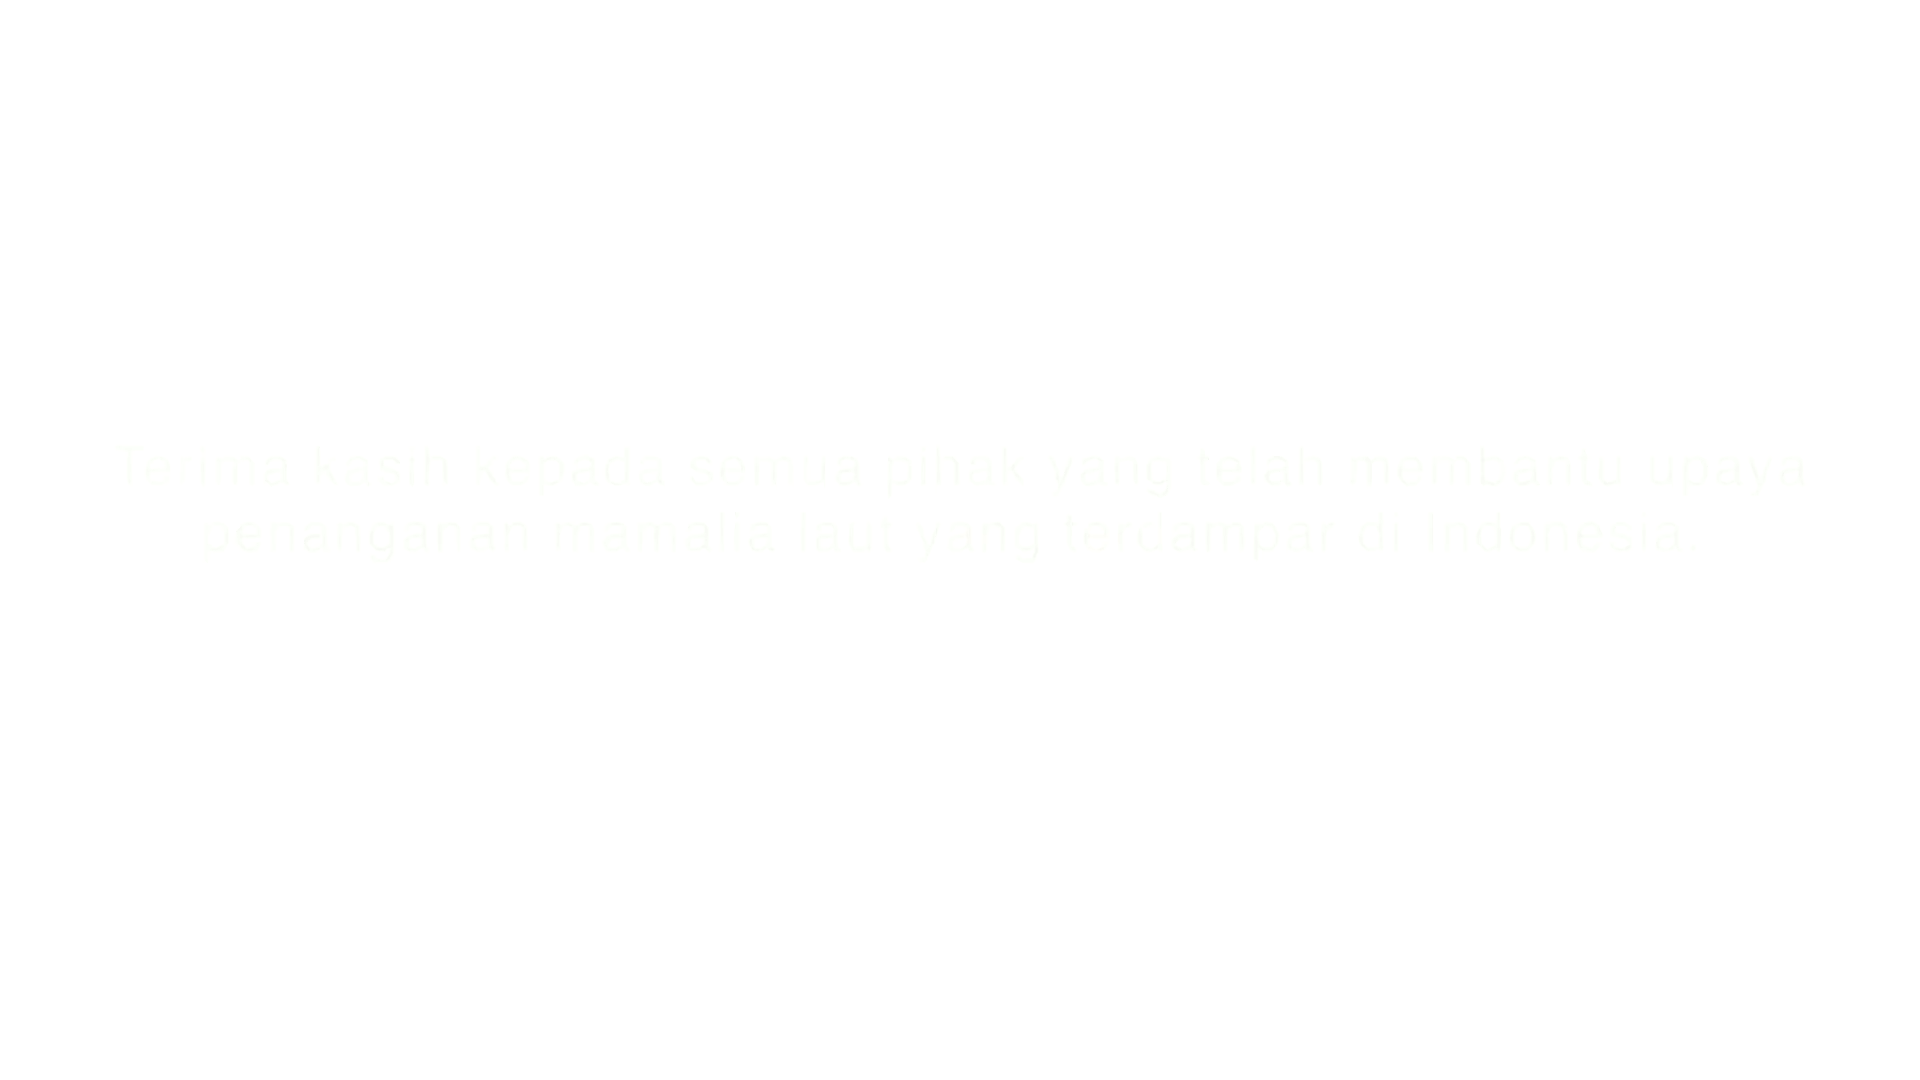 Terima kasih kepada semua pihak yang telah membantu upaya
penanganan mamalia laut yang terdampar di Indonesia.